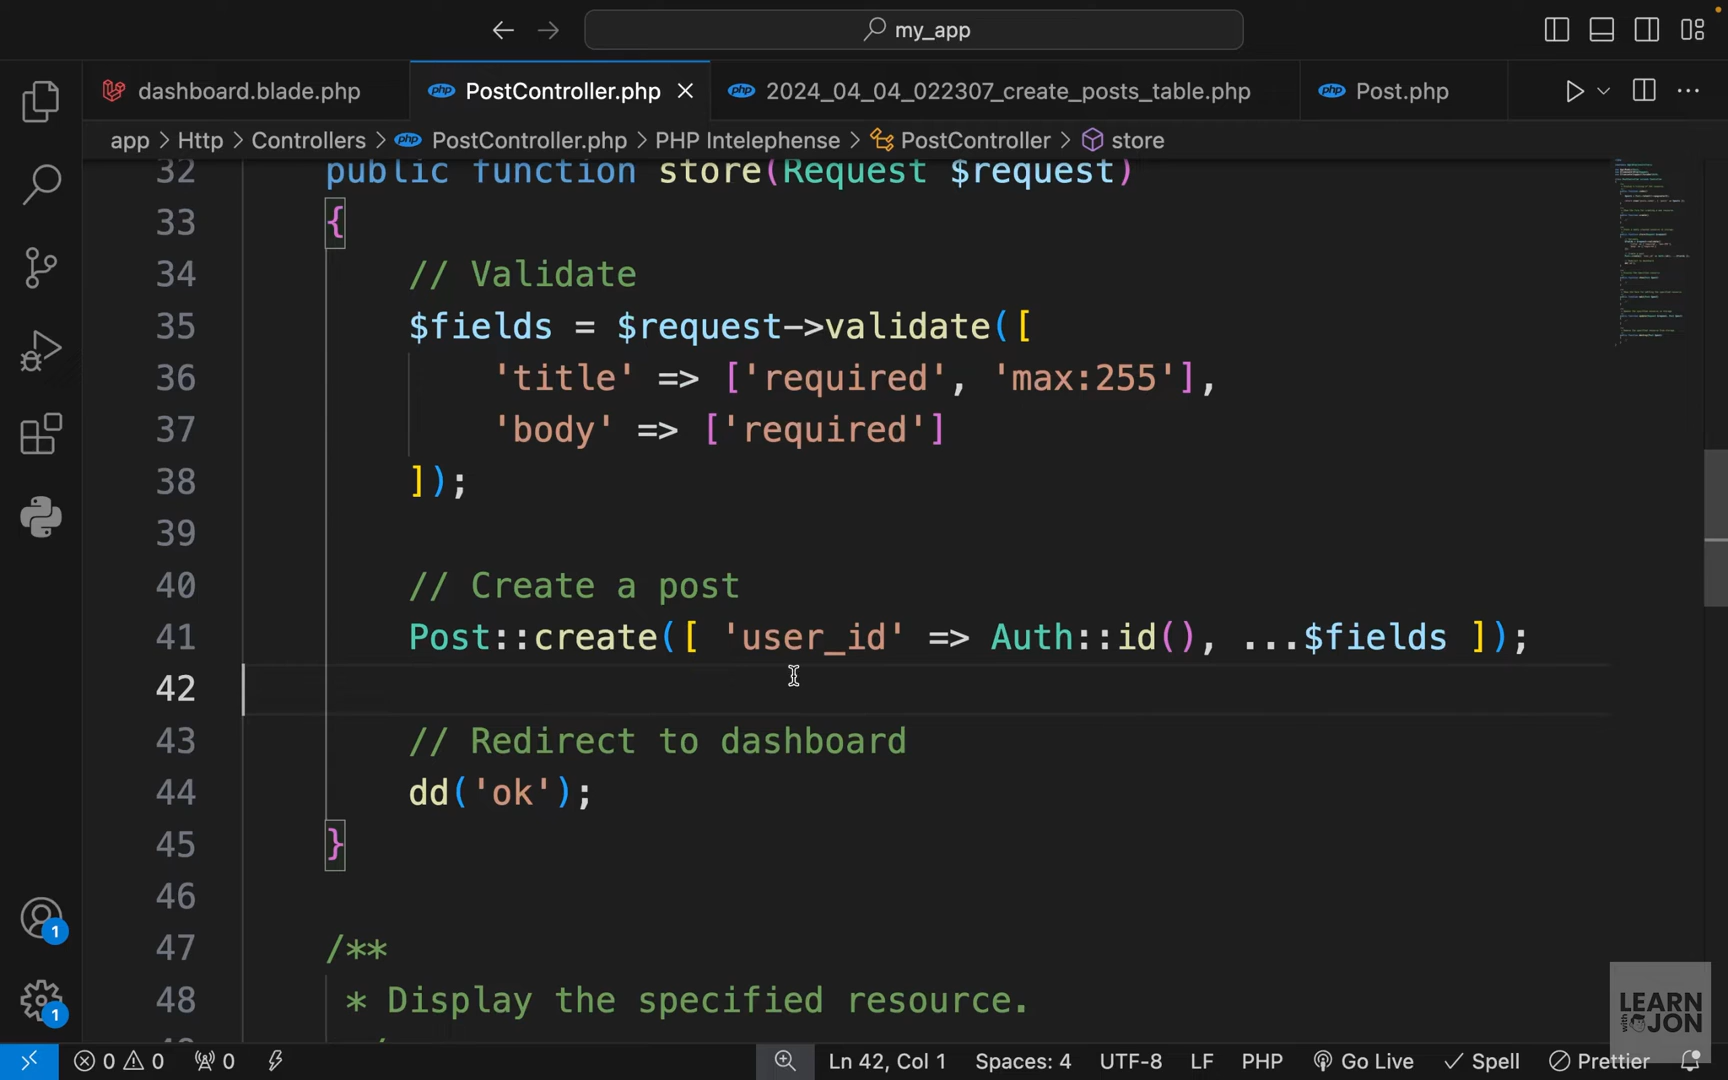 my_app
dashboard.blade.php
PostController.php
2024_04_04_022307_create_posts_table.php
Post.php
app > Http > Controllers > PostController.php > PHP Intelephense > PostController > store
32 public function store(Request $request)
33 {
34 // Validate
35 $fields = $request->validate([
36 'title' => ['required', 'max:255'],
37 'body' => ['required']
38 ]);
39
40 // Create a post
41 Post::create([ 'user_id' => Auth::id(), ...$fields ]);
42
43 // Redirect to dashboard
44 dd('ok');
45 }
46
47 /**
48 * Display the specified resource.
1
1
0 0 0 Ln 42, Col 1 Spaces: 4 UTF-8 LF PHP Go Live Spell Prettier
LEARN
with JON